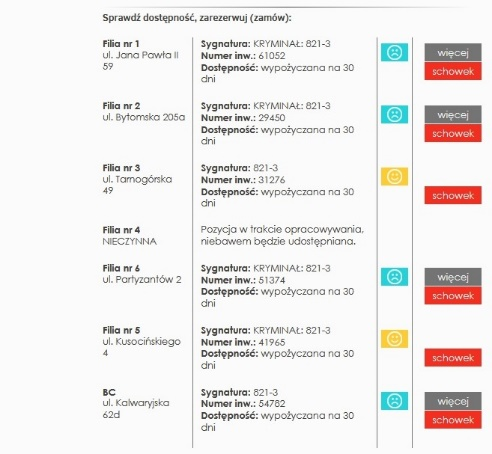 Sprawdź dostępność, zarezerwuj (zamów):
Filia nr 1
ul. Jana Pawła II
59
Sygnatura: KRYMINAŁ: 821-3
Numer inw.: 61052
Dostępność: wypożyczana na 30
dni
więcej
schowek
Filia nr 2
ul. Bytomska 205a
Sygnatura: KRYMINAŁ: 821-3
Numer inw.: 29450
Dostępność: wypożyczana na 30
dni
więcej
schowek
Filia nr 3
ul. Tarnogórska
49
Sygnatura: 821-3
Numer inw.: 31276
Dostępność: wypożyczana na 30
dni
schowek
Filia nr 4
NIECZYNNA
Pozycja w trakcie opracowywania,
niebawem będzie udostępniana.
Filia nr 6
ul. Partyzantów 2
Sygnatura: KRYMINAŁ: 821-3
Numer inw.: 51374
Dostępność: wypożyczana na 30
dni
więcej
schowek
Filia nr 5
ul. Kusocińskiego
4
Sygnatura: KRYMINAŁ: 821-3
Numer inw.: 41965
Dostępność: wypożyczana na 30
dni
schowek
BC
ul. Kalwaryjska
62d
Sygnatura: 821-3
Numer inw.: 54782
Dostępność: wypożyczana na 30
dni
więcej
schowek